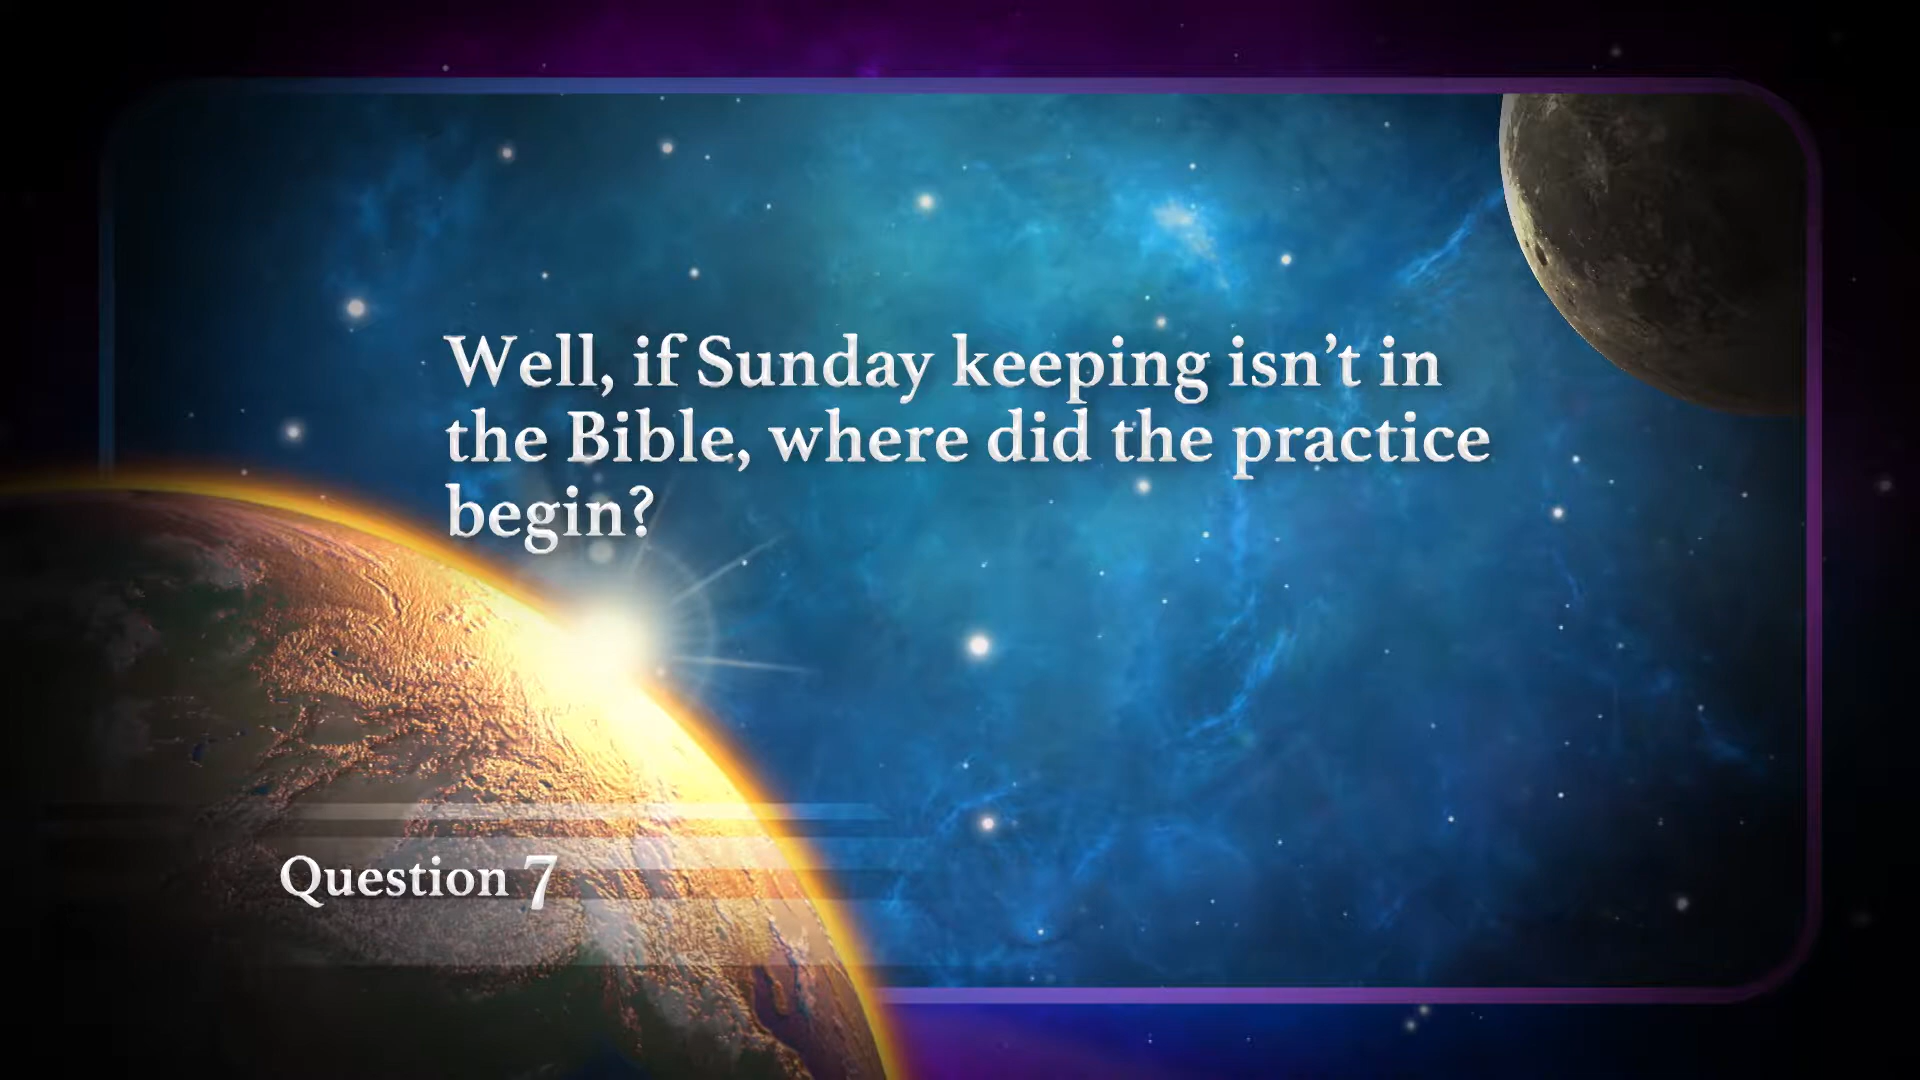 Well, if Sunday keeping isn’t in
the Bible, where did the practice
begin?
Question 7